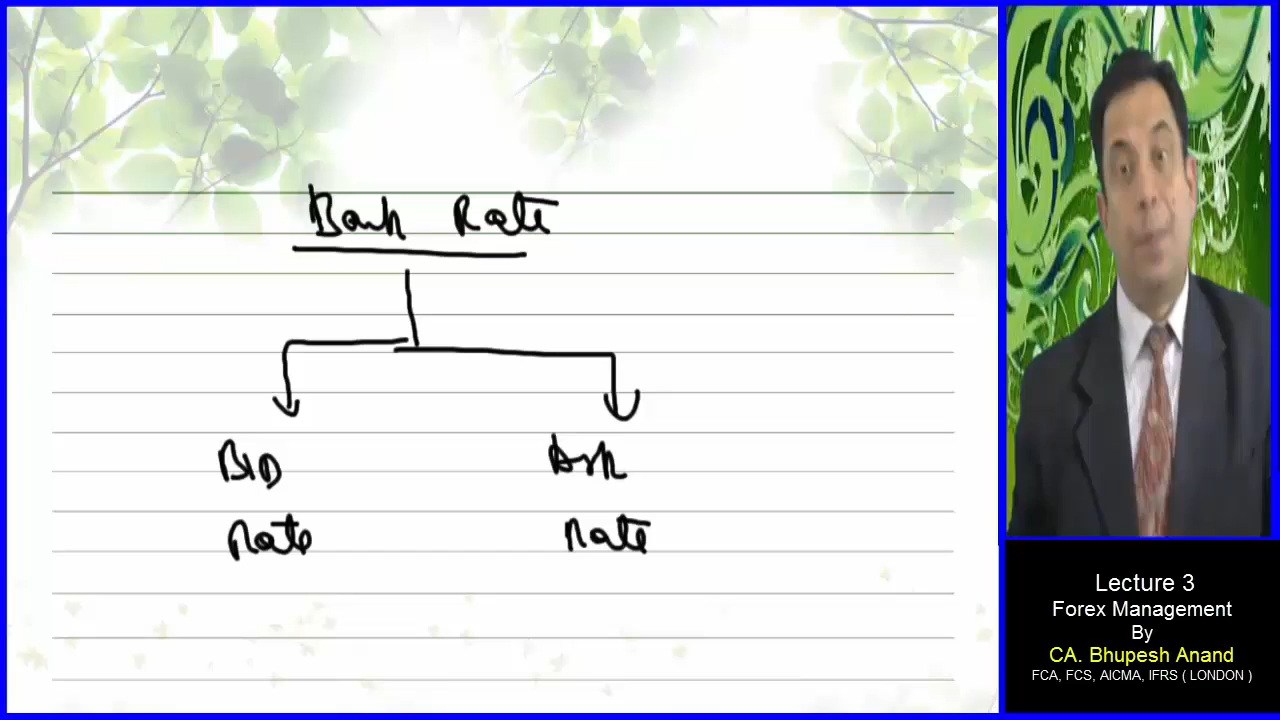 Bank Rate
BID Ask
Rate Rate
Lecture 3
Forex Management
By
CA. Bhupesh Anand
FCA, FCS, AICMA, IFRS ( LONDON )